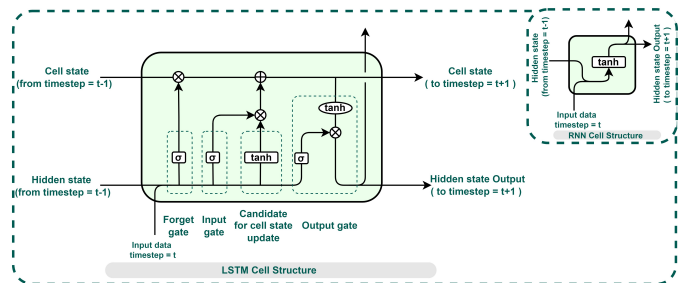 Cell state
(from timestep = t-1)
Cell state
(to timestep = t+1 )
tanh
σ
σ
tanh
σ
Hidden state
(from timestep = t-1)
Hidden state Output
( to timestep = t+1 )
Forget
gate
Input
gate
Candidate
for cell state
update
Output gate
Input data
timestep = t
LSTM Cell Structure
Hidden state
(from timestep = t-1)
tanh
Hidden state Output
( to timestep = t+1 )
Input data
timestep = t
RNN Cell Structure